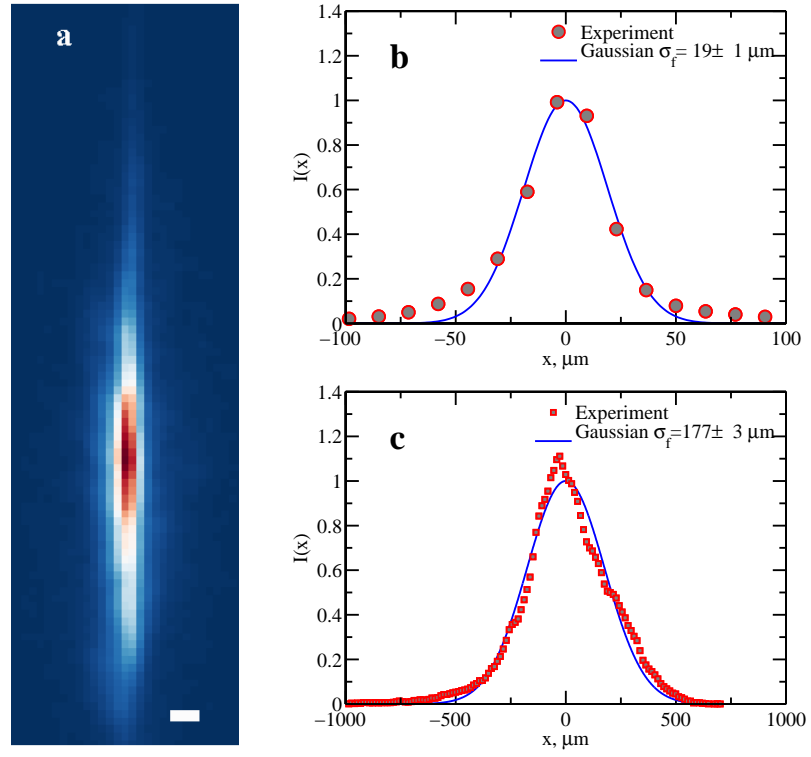 a
b
Experiment
Gaussian σ_f= 19± 1 μm
I(x)
1.4
1.2
1
0.8
0.6
0.4
0.2
0
−100
−50
0
50
100
x, μm
c
Experiment
Gaussian σ_f=177± 3 μm
I(x)
1.4
1.2
1
0.8
0.6
0.4
0.2
0
−1000
−500
0
500
1000
x, μm